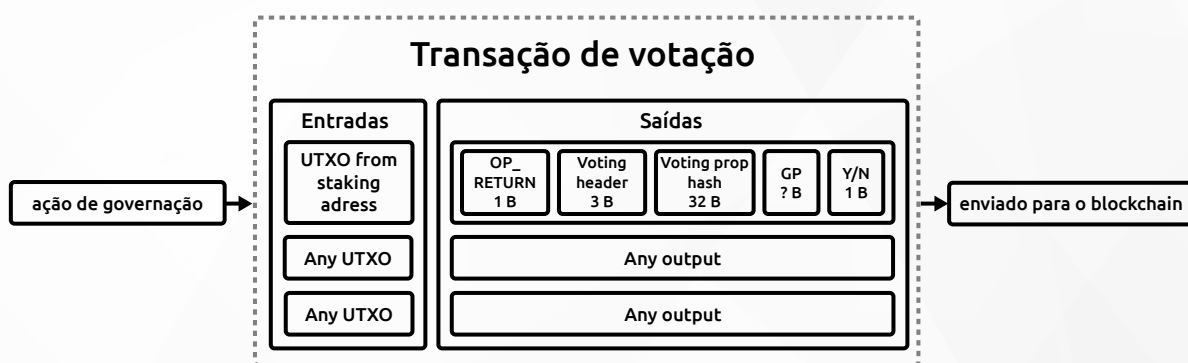 Transação de votação
Entradas
Saídas
UTXO from
staking
adress
OP_
RETURN
1 B
Voting
header
3 B
Voting prop
hash
32 B
GP
? B
Y/N
1 B
ação de governação
enviado para o blockchain
Any UTXO
Any output
Any UTXO
Any output